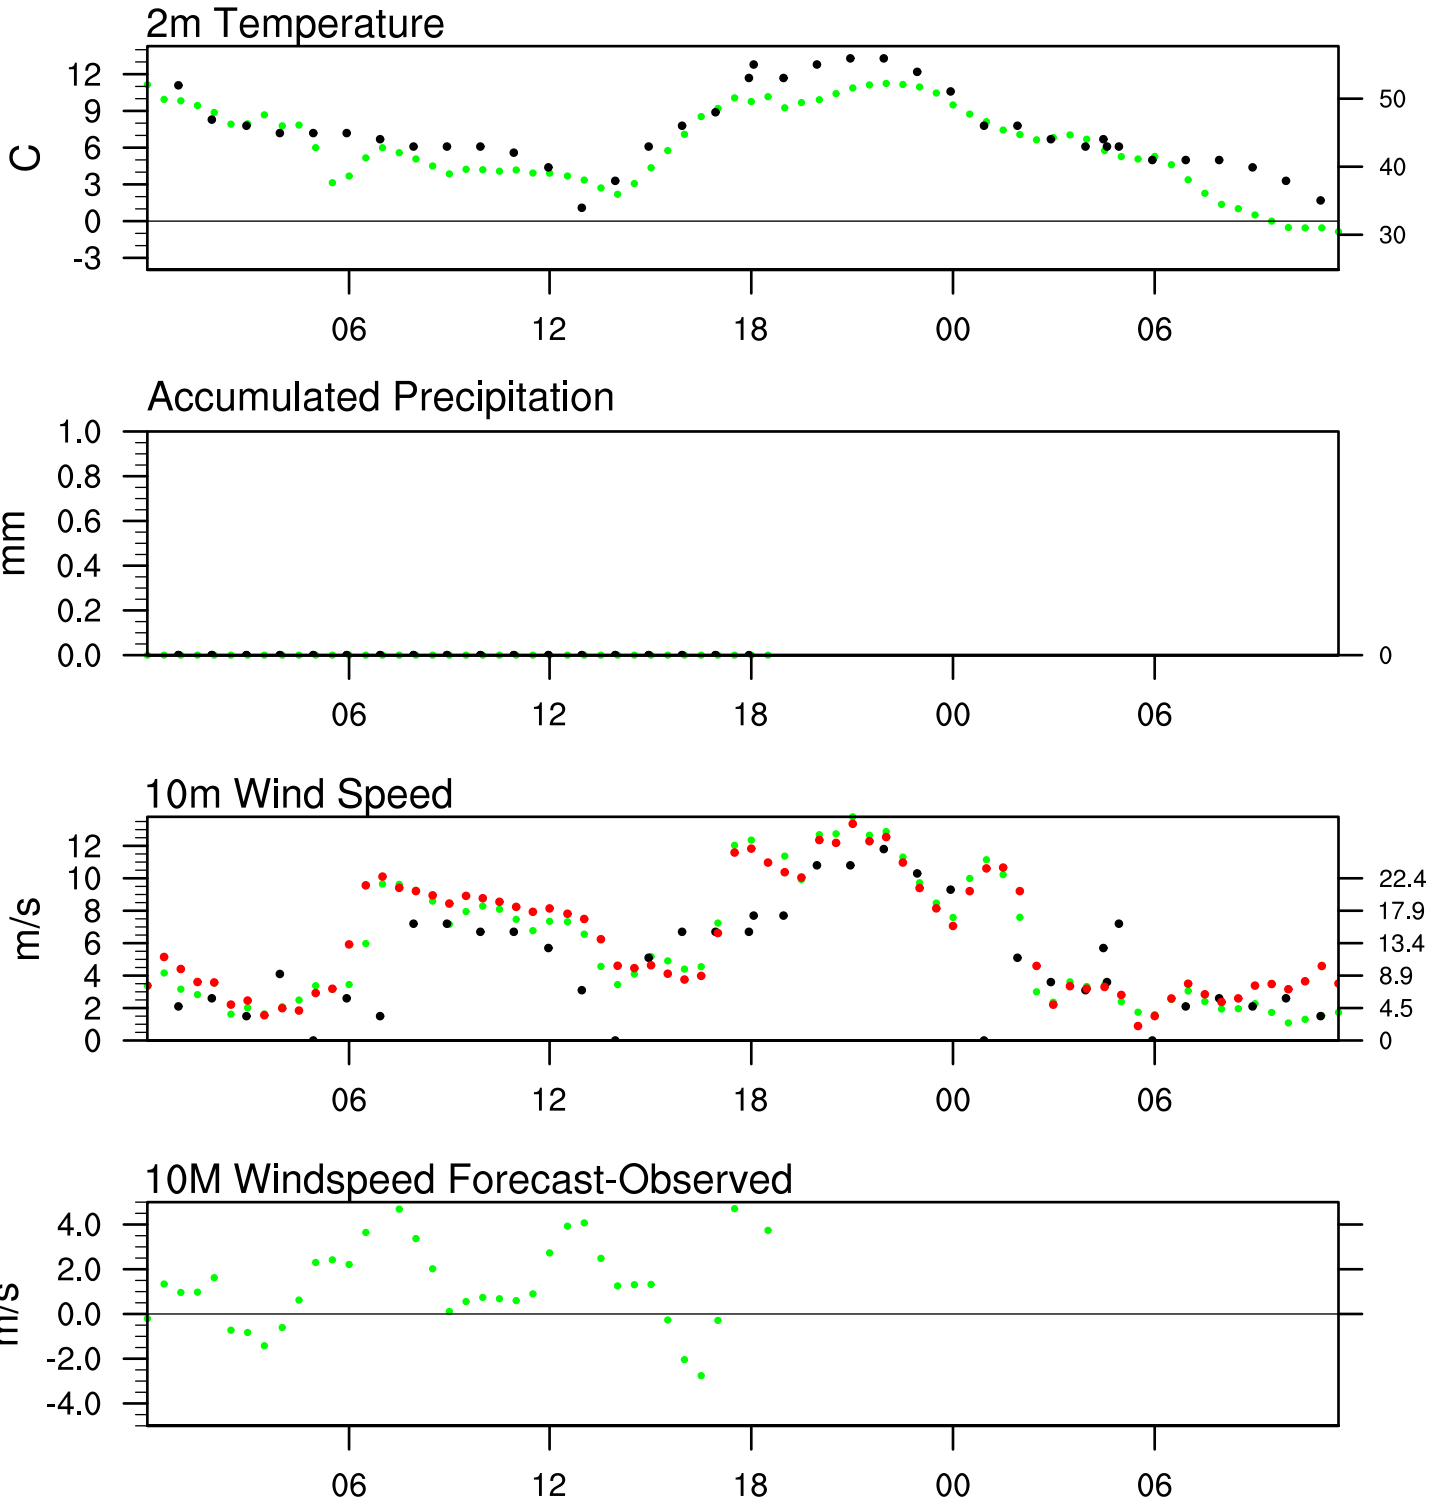 2m Temperature
12
9
6
3
0
-3
C
50
40
30
06 12 18 00 06
Accumulated Precipitation
1.0
0.8
0.6
0.4
0.2
0.0
mm
0
06 12 18 00 06
10m Wind Speed
12
10
8
6
4
2
0
m/s
22.4
17.9
13.4
8.9
4.5
0
06 12 18 00 06
10M Windspeed Forecast-Observed
4.0
2.0
0.0
-2.0
-4.0
m/s
06 12 18 00 06